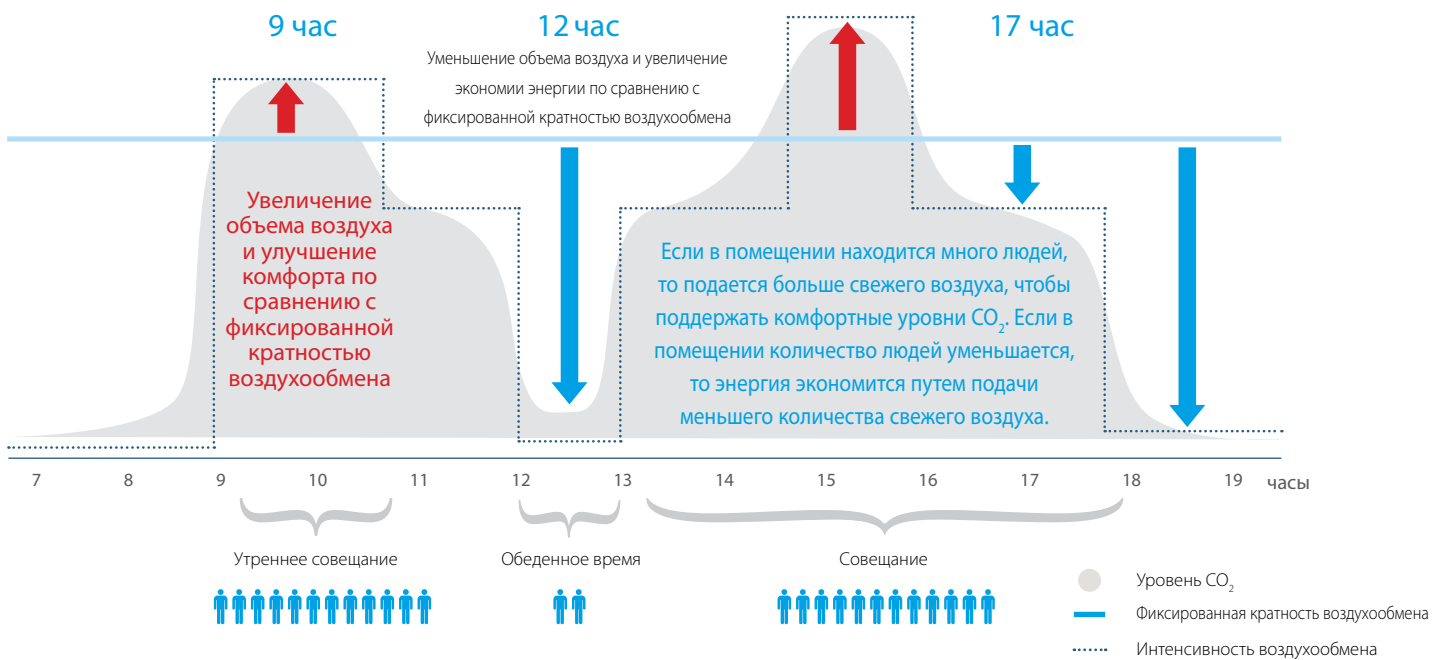 9 час
12 час
17 час
Уменьшение объема воздуха и увеличение
экономии энергии по сравнению с
фиксированной кратностью воздухообмена
Увеличение
объема воздуха
и улучшение
комфорта по
сравнению с
фиксированной
кратностью
воздухообмена
Если в помещении находится много людей,
то подается больше свежего воздуха, чтобы
поддержать комфортные уровни CO₂. Если в
помещении количество людей уменьшается,
то энергия экономится путем подачи
меньшего количества свежего воздуха.
7 8 9 10 11 12 13 14 15 16 17 18 19 часы
Утреннее совещание
Обеденное время
Совещание
Уровень CO₂
Фиксированная кратность воздухообмена
Интенсивность воздухообмена